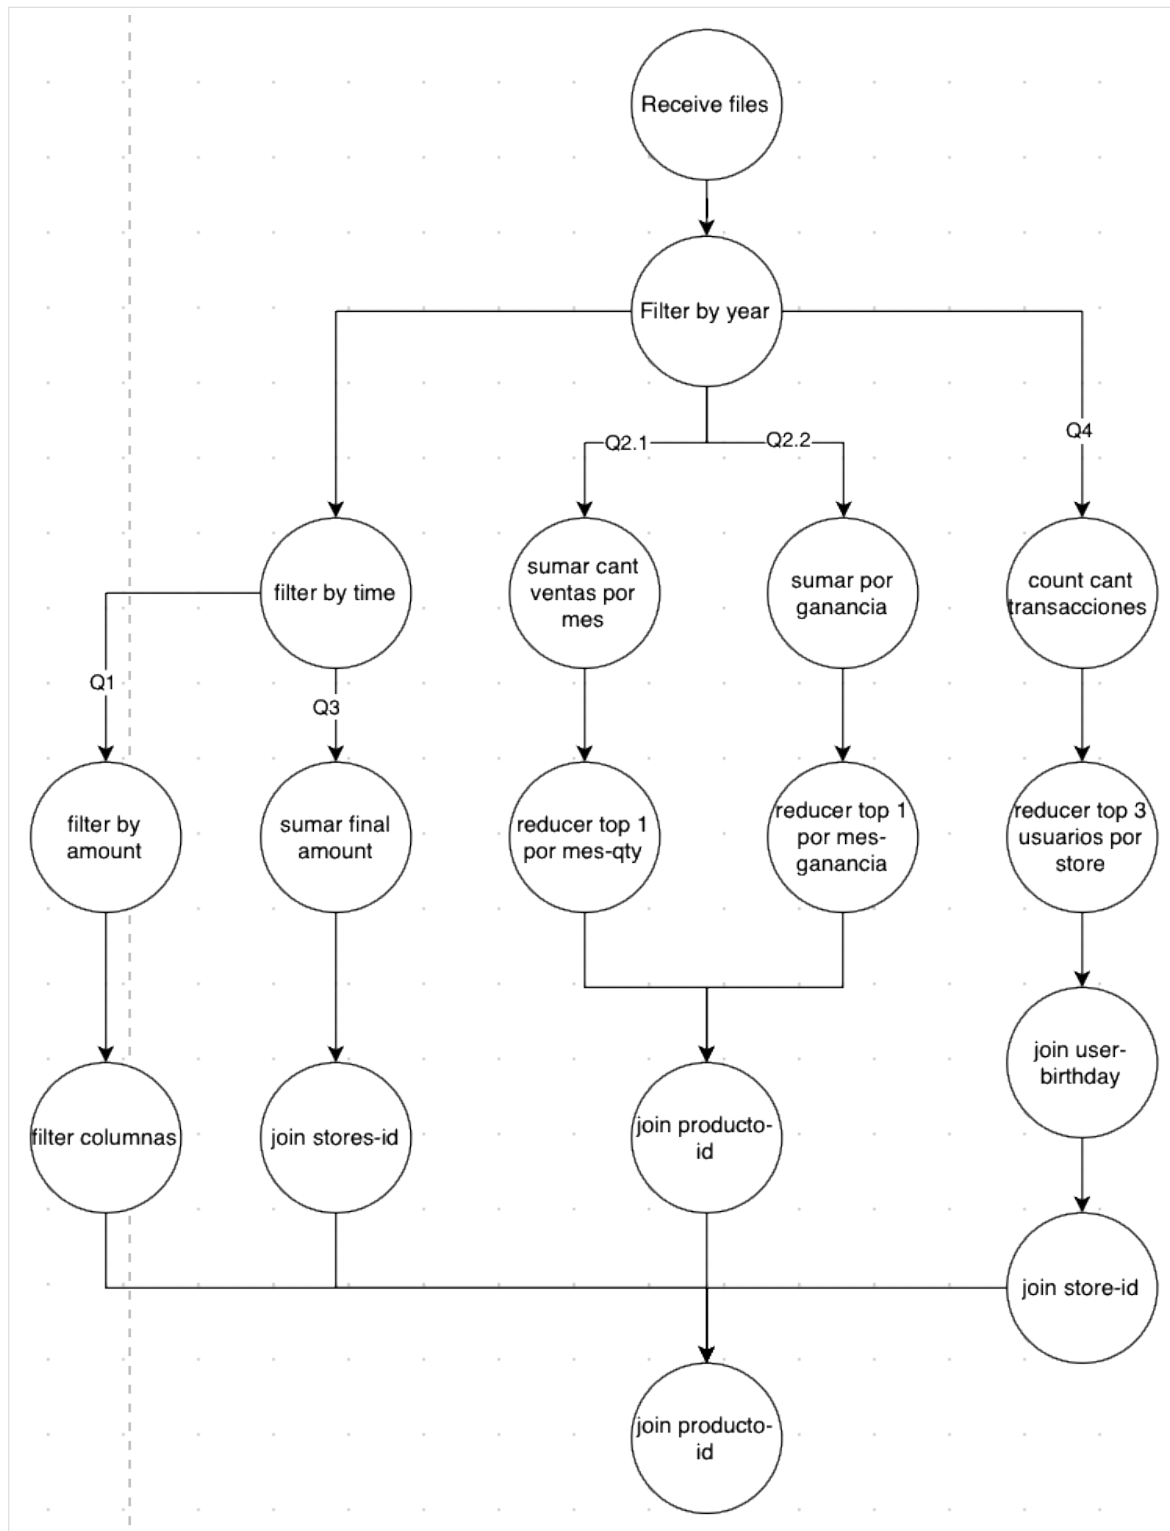 Receive files
Filter by year
Q2.1
Q2.2
Q4
filter by time
sumar cant
ventas por
mes
sumar por
ganancia
count cant
transacciones
Q1
Q3
filter by
amount
sumar final
amount
reducer top 1
por mes-qty
reducer top 1
por mes-
ganancia
reducer top 3
usuarios por
store
join user-
birthday
filter columnas
join stores-id
join producto-
id
join store-id
join producto-
id